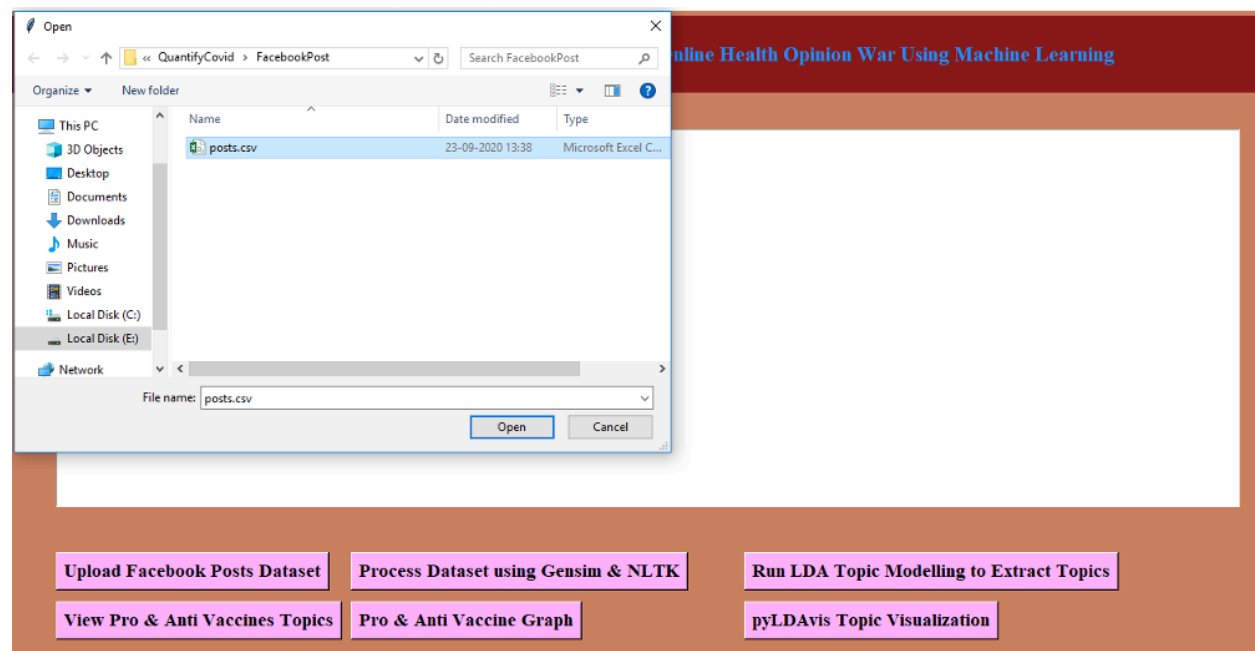 Open
« QuantifyCovid > FacebookPost
Search FacebookPost
nline Health Opinion War Using Machine Learning
Organize
New folder
Name
Date modified
Type
This PC
3D Objects
Desktop
Documents
Downloads
Music
Pictures
Videos
Local Disk (C:)
Local Disk (E:)
Network
posts.csv
23-09-2020 13:38
Microsoft Excel C...
File name:
posts.csv
Open
Cancel
Upload Facebook Posts Dataset
Process Dataset using Gensim & NLTK
Run LDA Topic Modelling to Extract Topics
View Pro & Anti Vaccines Topics
Pro & Anti Vaccine Graph
pyLDAvis Topic Visualization